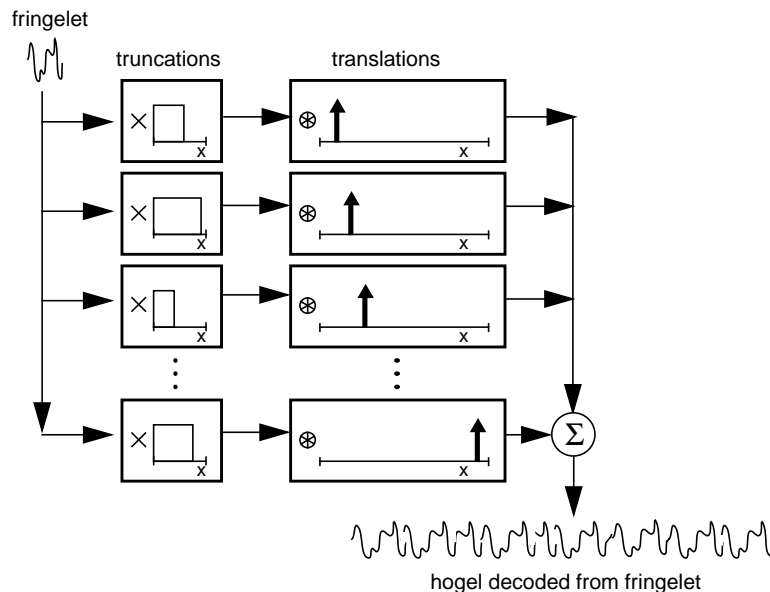 fringelet
truncations
translations
×
x
⊛
x
×
x
⊛
x
×
x
⊛
x
×
x
⊛
x
Σ
hogel decoded from fringelet